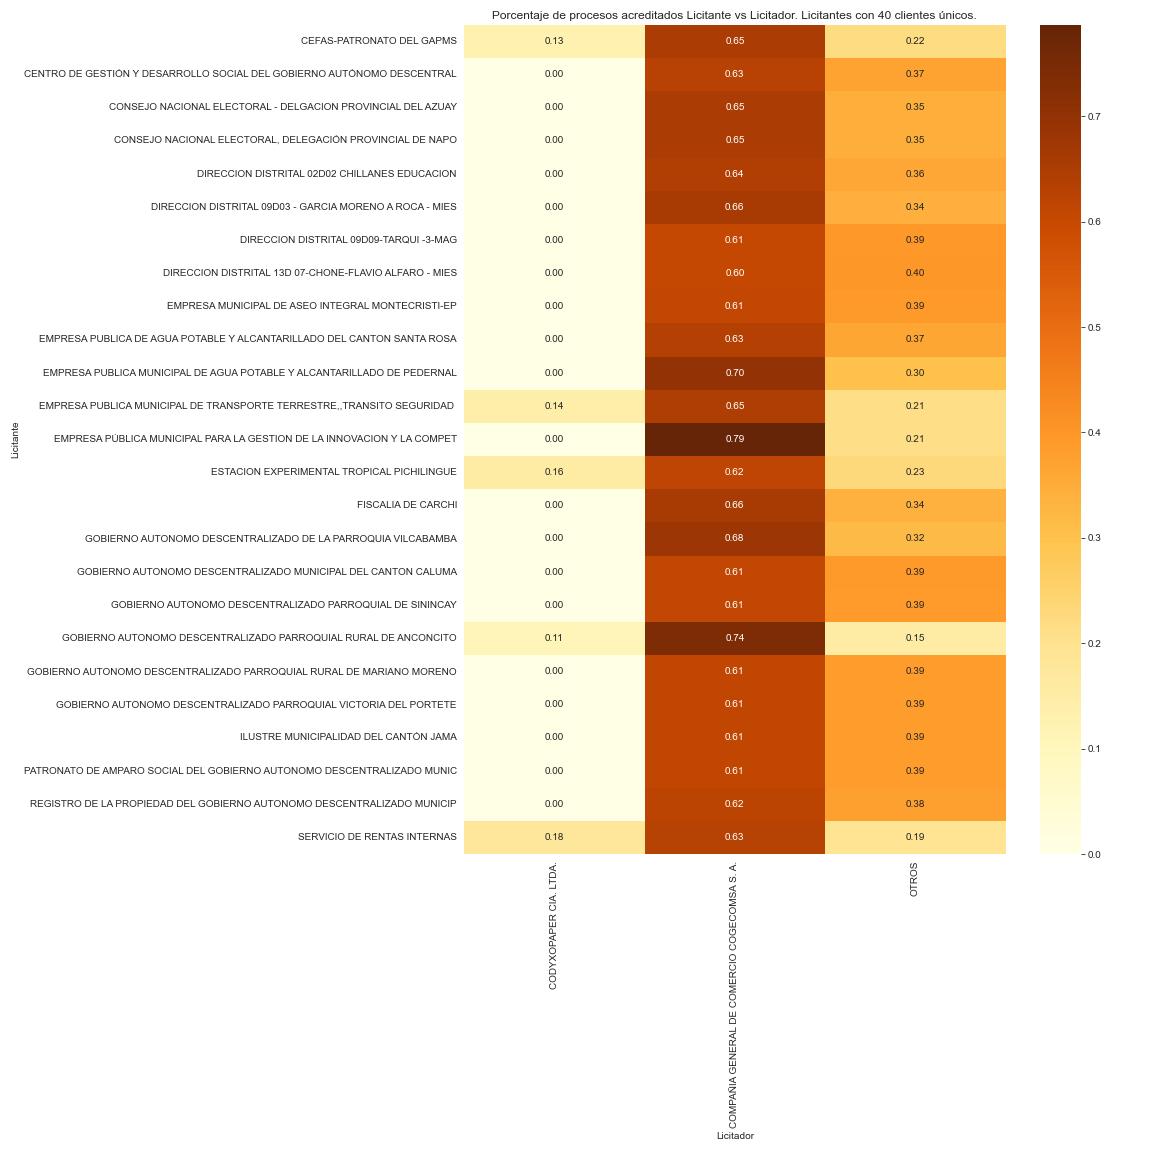 Porcentaje de procesos acreditados Licitante vs Licitador. Licitantes con 40 clientes únicos.
Licitante
CEFAS-PATRONATO DEL GAPMS 0.13 0.65 0.22
CENTRO DE GESTIÓN Y DESARROLLO SOCIAL DEL GOBIERNO AUTÓNOMO DESCENTRAL 0.00 0.63 0.37
CONSEJO NACIONAL ELECTORAL - DELGACION PROVINCIAL DEL AZUAY 0.00 0.65 0.35
CONSEJO NACIONAL ELECTORAL, DELEGACIÓN PROVINCIAL DE NAPO 0.00 0.65 0.35
DIRECCION DISTRITAL 02D02 CHILLANES EDUCACION 0.00 0.64 0.36
DIRECCION DISTRITAL 09D03 - GARCIA MORENO A ROCA - MIES 0.00 0.66 0.34
DIRECCION DISTRITAL 09D09-TARQUI -3-MAG 0.00 0.61 0.39
DIRECCION DISTRITAL 13D 07-CHONE-FLAVIO ALFARO - MIES 0.00 0.60 0.40
EMPRESA MUNICIPAL DE ASEO INTEGRAL MONTECRISTI-EP 0.00 0.61 0.39
EMPRESA PUBLICA DE AGUA POTABLE Y ALCANTARILLADO DEL CANTON SANTA ROSA 0.00 0.63 0.37
EMPRESA PUBLICA MUNICIPAL DE AGUA POTABLE Y ALCANTARILLADO DE PEDERNAL 0.00 0.70 0.30
EMPRESA PUBLICA MUNICIPAL DE TRANSPORTE TERRESTRE,,TRANSITO SEGURIDAD 0.14 0.65 0.21
EMPRESA PÚBLICA MUNICIPAL PARA LA GESTION DE LA INNOVACION Y LA COMPET 0.00 0.79 0.21
ESTACION EXPERIMENTAL TROPICAL PICHILINGUE 0.16 0.62 0.23
FISCALIA DE CARCHI 0.00 0.66 0.34
GOBIERNO AUTONOMO DESCENTRALIZADO DE LA PARROQUIA VILCABAMBA 0.00 0.68 0.32
GOBIERNO AUTONOMO DESCENTRALIZADO MUNICIPAL DEL CANTON CALUMA 0.00 0.61 0.39
GOBIERNO AUTONOMO DESCENTRALIZADO PARROQUIAL DE SININCAY 0.00 0.61 0.39
GOBIERNO AUTONOMO DESCENTRALIZADO PARROQUIAL RURAL DE ANCONCITO 0.11 0.74 0.15
GOBIERNO AUTONOMO DESCENTRALIZADO PARROQUIAL RURAL DE MARIANO MORENO 0.00 0.61 0.39
GOBIERNO AUTONOMO DESCENTRALIZADO PARROQUIAL VICTORIA DEL PORTETE 0.00 0.61 0.39
ILUSTRE MUNICIPALIDAD DEL CANTÓN JAMA 0.00 0.61 0.39
PATRONATO DE AMPARO SOCIAL DEL GOBIERNO AUTONOMO DESCENTRALIZADO MUNIC 0.00 0.61 0.39
REGISTRO DE LA PROPIEDAD DEL GOBIERNO AUTONOMO DESCENTRALIZADO MUNICIP 0.00 0.62 0.38
SERVICIO DE RENTAS INTERNAS 0.18 0.63 0.19
CODYXOPAPER CIA. LTDA.
COMPAÑIA GENERAL DE COMERCIO COGECOMSA S. A.
OTROS
Licitador
0.7
0.6
0.5
0.4
0.3
0.2
0.1
0.0